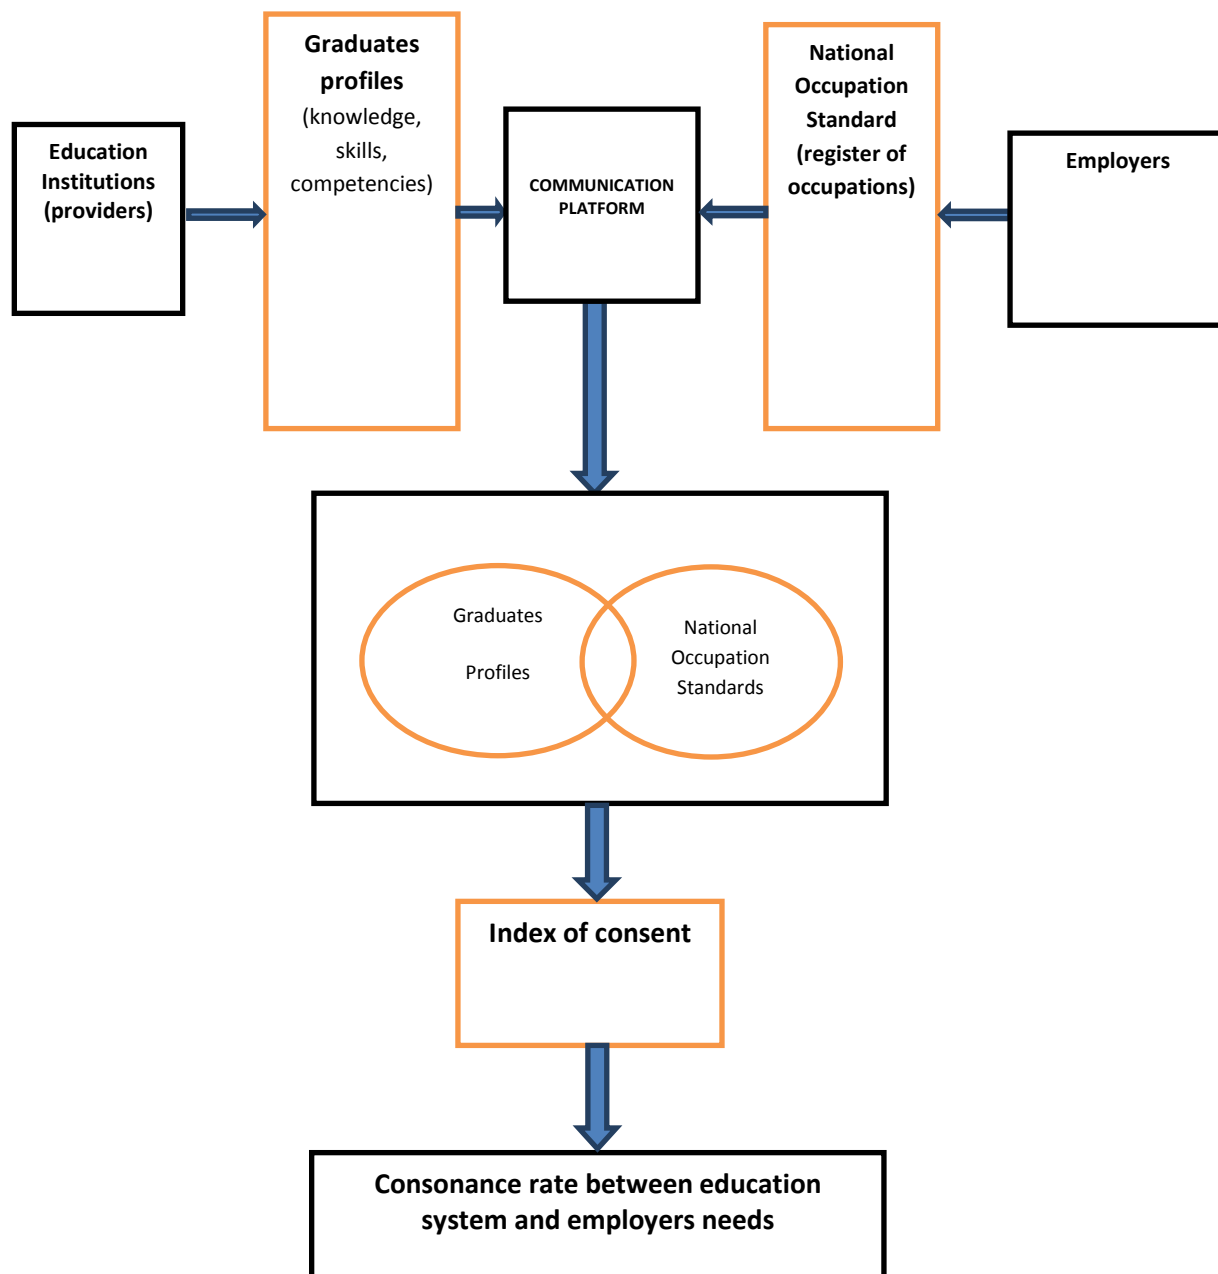 Education
Institutions
(providers)
Graduates
profiles
(knowledge,
skills,
competencies)
COMMUNICATION
PLATFORM
National
Occupation
Standard
(register of
occupations)
Employers
Graduates
Profiles
National
Occupation
Standards
Index of consent
Consonance rate between education
system and employers needs